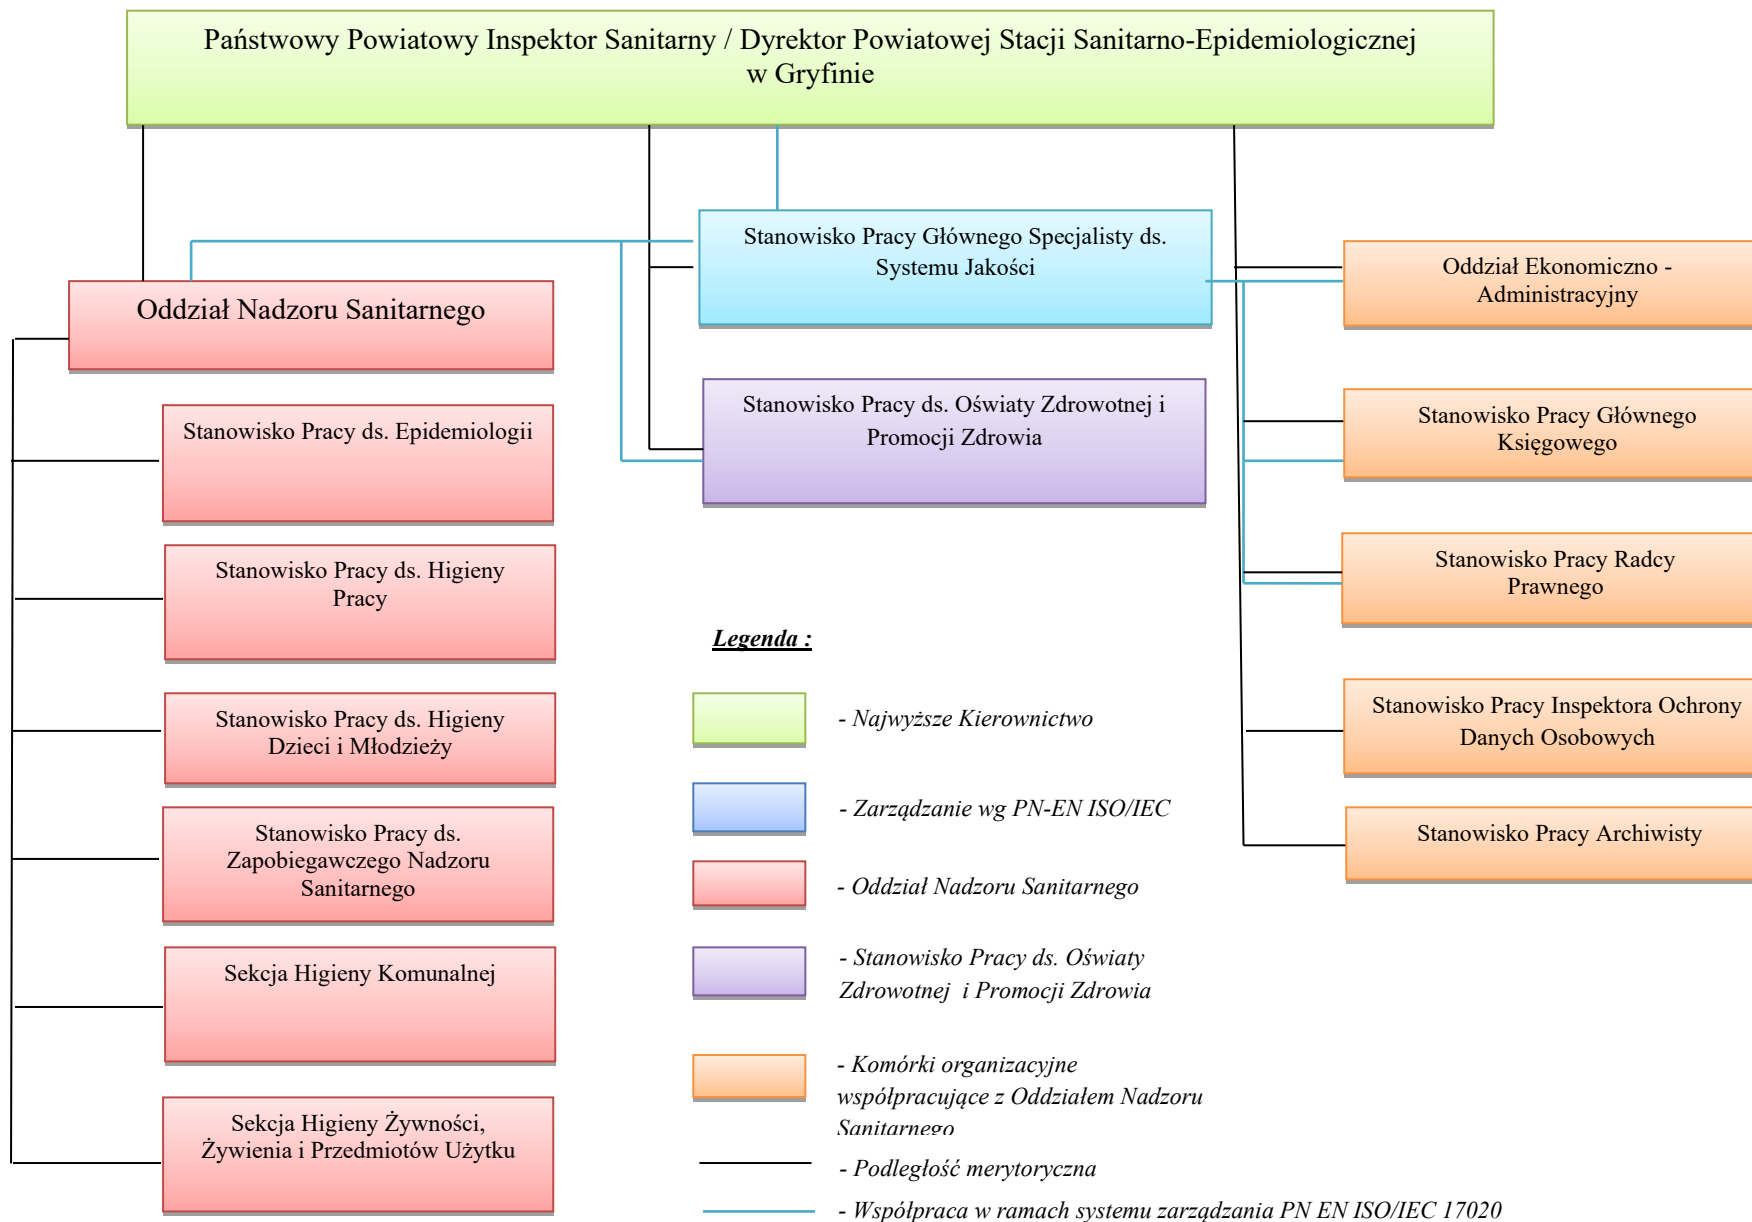 Państwowy Powiatowy Inspektor Sanitarny / Dyrektor Powiatowej Stacji Sanitarno-Epidemiologicznej
w Gryfinie
Stanowisko Pracy Głównego Specjalisty ds.
Systemu Jakości
Oddział Ekonomiczno -
Administracyjny
Oddział Nadzoru Sanitarnego
Stanowisko Pracy ds. Oświaty Zdrowotnej i
Promocji Zdrowia
Stanowisko Pracy Głównego
Księgowego
Stanowisko Pracy ds. Epidemiologii
Stanowisko Pracy ds. Higieny
Pracy
Stanowisko Pracy Radcy
Prawnego
Stanowisko Pracy ds. Higieny
Dzieci i Młodzieży
Stanowisko Pracy Inspektora Ochrony
Danych Osobowych
Stanowisko Pracy ds.
Zapobiegawczego Nadzoru
Sanitarnego
Stanowisko Pracy Archiwisty
Sekcja Higieny Komunalnej
Sekcja Higieny Żywności,
Żywienia i Przedmiotów Użytku
Legenda :
- Najwyższe Kierownictwo
- Zarządzanie wg PN-EN ISO/IEC
- Oddział Nadzoru Sanitarnego
- Stanowisko Pracy ds. Oświaty
Zdrowotnej i Promocji Zdrowia
- Komórki organizacyjne
współpracujące z Oddziałem Nadzoru
Sanitarnego
- Podległość merytoryczna
- Współpraca w ramach systemu zarządzania PN EN ISO/IEC 17020